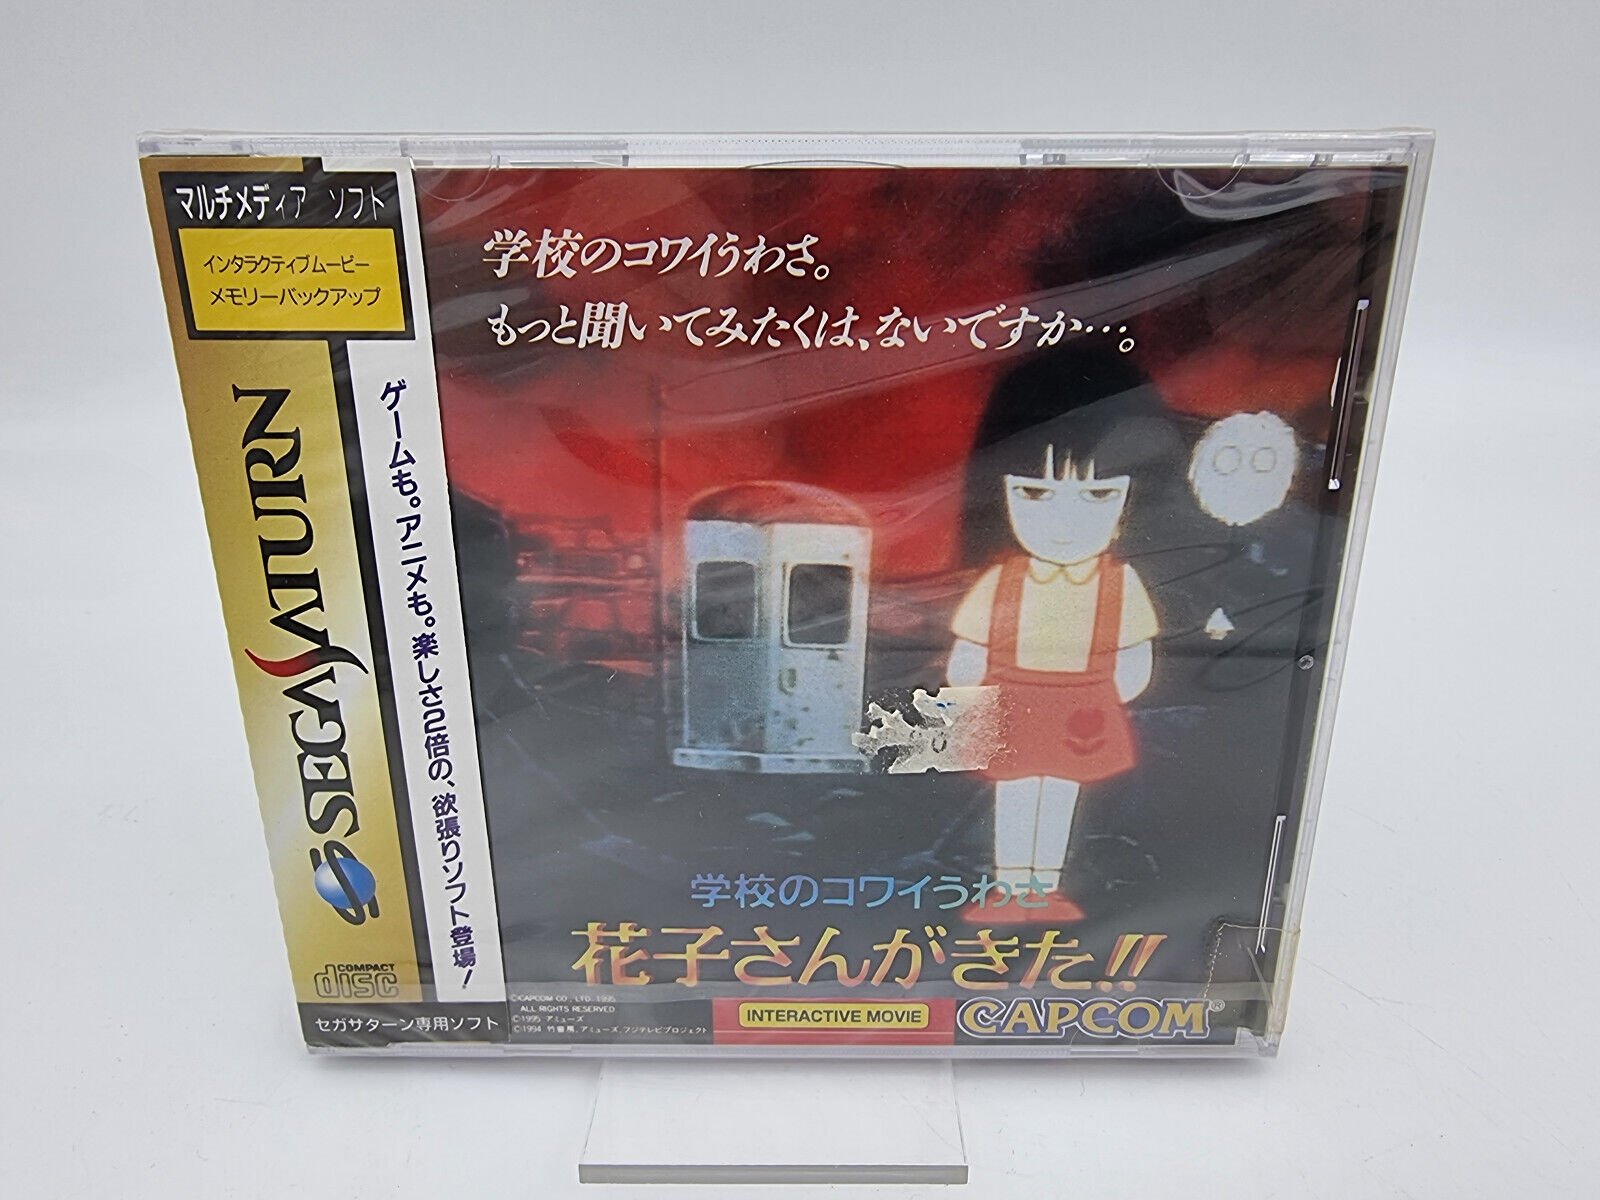 マルチメディア ソフト
インタラクティブムービー
メモリーバックアップ
SEGA SATURN
ゲームも。アニメも。楽しさ2倍の、欲張りソフト登場!
COMPACT
disc
セガサターン専用ソフト
学校のコワイうわさ。
もっと聞いてみたくは、ないですか…。
学校のコワイうわさ
花子さんがきた!!
©CAPCOM CO., LTD. 1995
ALL RIGHTS RESERVED
©1995 アミューズ
©1994 竹書房,アミューズ,フジテレビプロジェクト
INTERACTIVE MOVIE
CAPCOM®